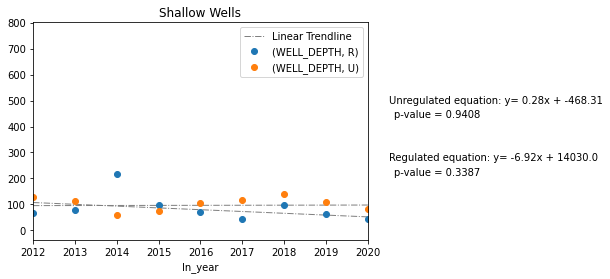 Shallow Wells
800
700
600
500
400
300
200
100
0
Linear Trendline
(WELL_DEPTH, R)
(WELL_DEPTH, U)
Unregulated equation: y= 0.28x + -468.31
p-value = 0.9408
Regulated equation: y= -6.92x + 14030.0
p-value = 0.3387
2012 2013 2014 2015 2016 2017 2018 2019 2020
In_year